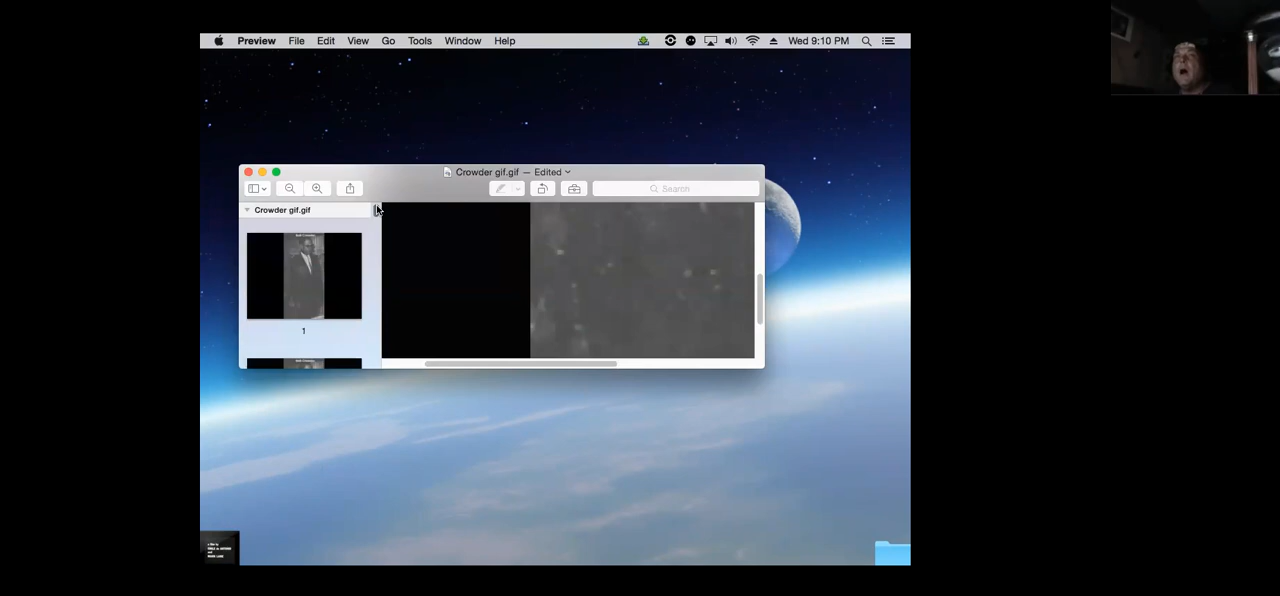 Preview File Edit View Go Tools Window Help Wed 9:10 PM
Crowder gif.gif — Edited
Search
Crowder gif.gif
1